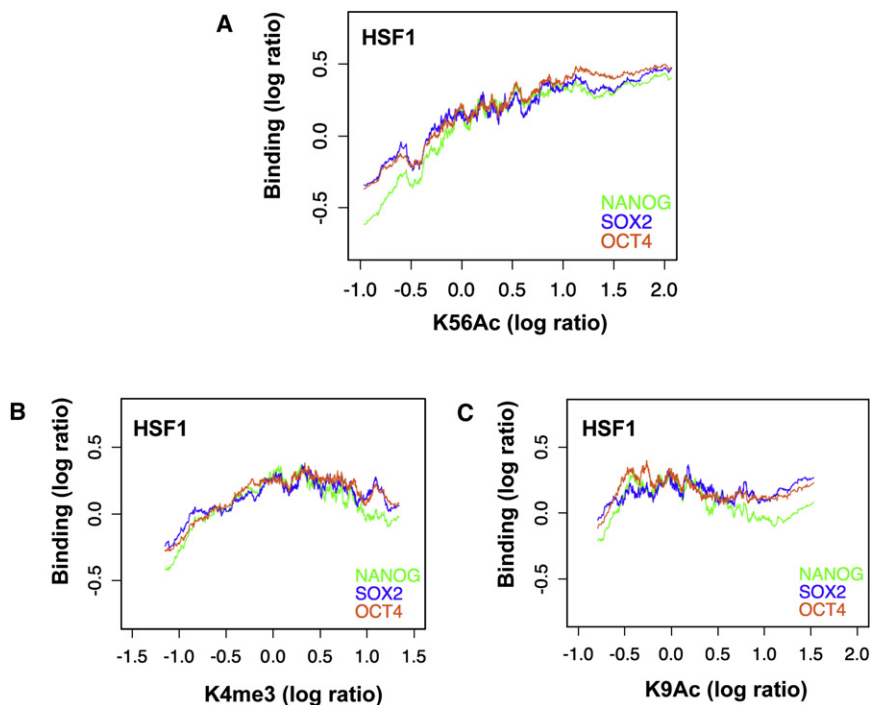 A
HSF1
Binding (log ratio)
0.5
0.0
-0.5
NANOG
SOX2
OCT4
-1.0 -0.5 0.0 0.5 1.0 1.5 2.0
K56Ac (log ratio)
B
HSF1
Binding (log ratio)
0.5
0.0
-0.5
NANOG
SOX2
OCT4
-1.5 -1.0 -0.5 0.0 0.5 1.0 1.5
K4me3 (log ratio)
C
HSF1
Binding (log ratio)
0.5
0.0
-0.5
NANOG
SOX2
OCT4
-1.0 -0.5 0.0 0.5 1.0 1.5 2.0
K9Ac (log ratio)